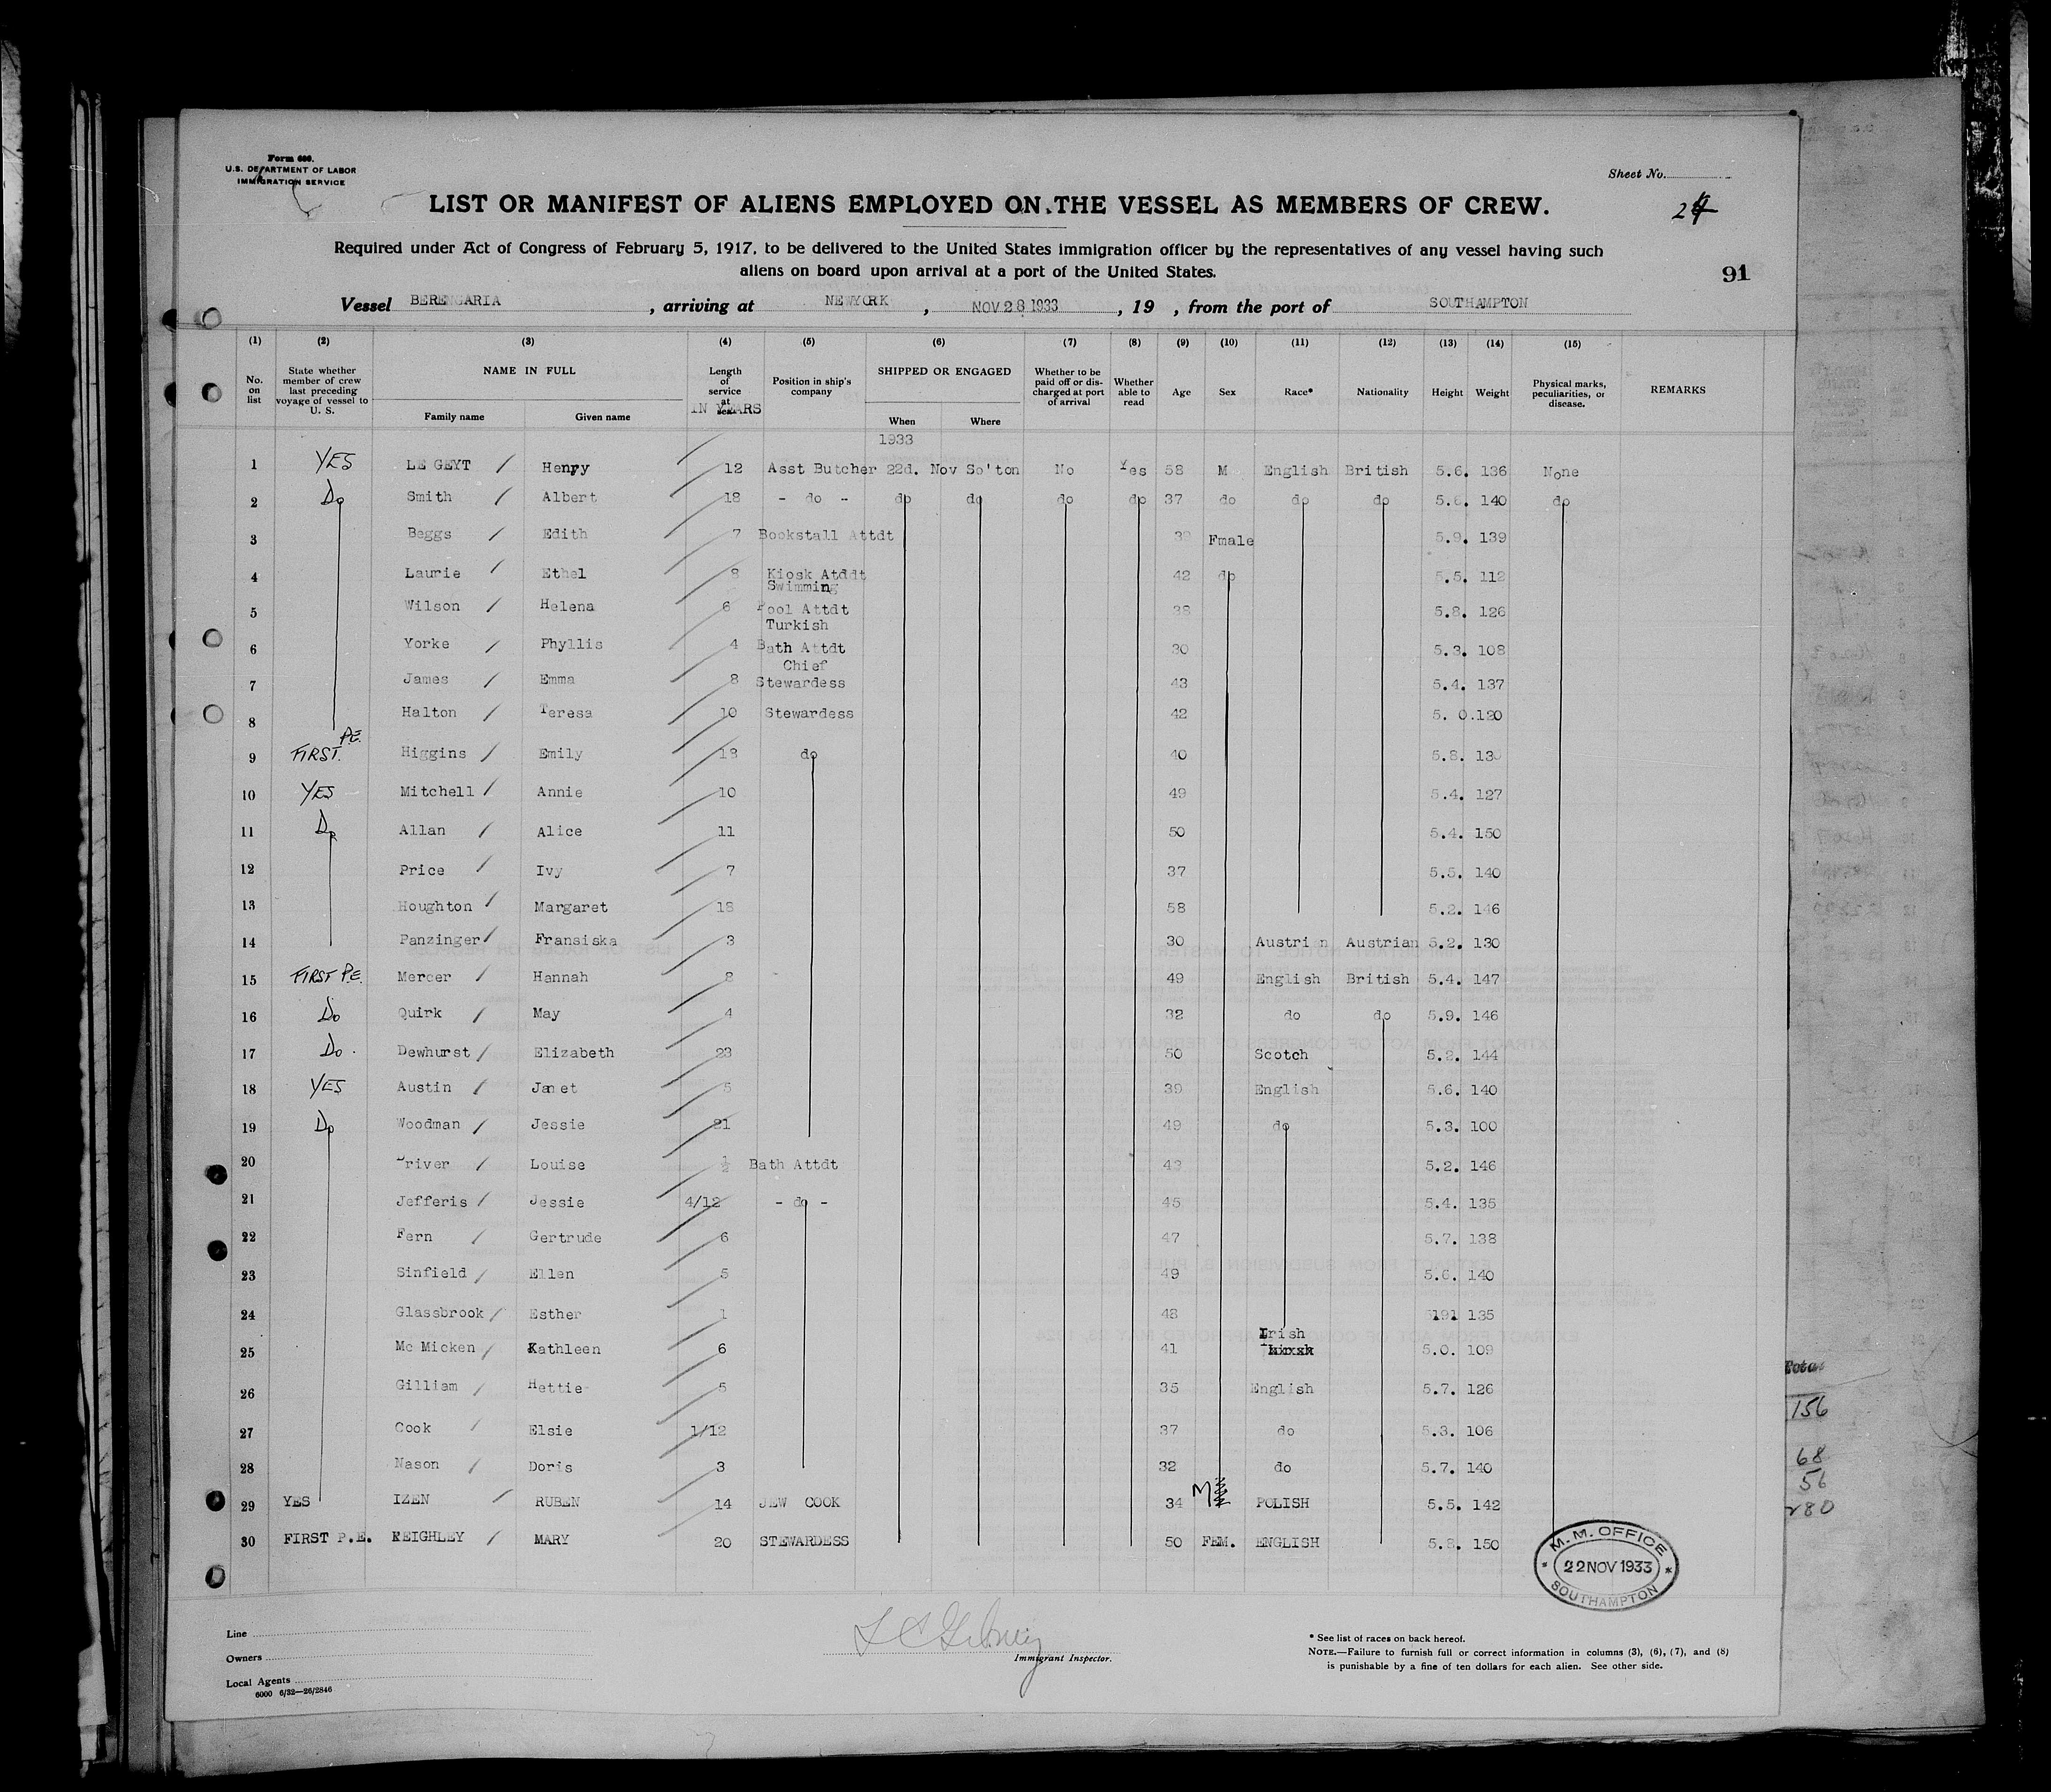 Form 680.
U.S. DEPARTMENT OF LABOR
IMMIGRATION SERVICE
Sheet No.
LIST OR MANIFEST OF ALIENS EMPLOYED ON THE VESSEL AS MEMBERS OF CREW.
Required under Act of Congress of February 5, 1917, to be delivered to the United States immigration officer by the representatives of any vessel having such
aliens on board upon arrival at a port of the United States.
91
Vessel BERENGARIA , arriving at NEWYORK , NOV 28 1933 , 19 , from the port of SOUTHAMPTON
(1) (2) (3) (4) (5) (6) (7) (8) (9) (10) (11) (12) (13) (14) (15)
No. on list State whether member of crew last preceding voyage of vessel to U. S. NAME IN FULL Family name Given name Length of service at sea IN YEARS Position in ship's company SHIPPED OR ENGAGED When Where Whether to be paid off or discharged at port of arrival Whether able to read Age Sex Race* Nationality Height Weight Physical marks, peculiarities, or disease. REMARKS
1933
1 YES LE GEYT / Henry 12 Asst Butcher 22d. Nov So'ton No Yes 58 M English British 5.6. 136 None
2 Do Smith / Albert 18 - do - do do do do 37 do do do 5.6. 140 do
3 Beggs / Edith 7 Bookstall Attdt Fmale 5.9. 139
4 Laurie / Ethel 8 Kiosk Atddt 42 do 5.5. 112
5 Wilson / Helena 6 Swimming Pool Attdt 38 5.8. 126
6 Yorke / Phyllis 4 Turkish Bath Attdt 30 5.3. 108
7 James / Emma 8 Chief Stewardess 43 5.4. 137
8 Halton / Teresa 10 Stewardess 42 5. 0.120
9 FIRST. P.E. Higgins / Emily do 40 5.8.
10 YES Mitchell / Annie 10 49 5.4. 127
11 Do Allan / Alice 11 50 5.4. 150
12 Price / Ivy 7 37 5.5. 140
13 Houghton / Margaret 18 58 5.2. 146
14 Panzinger / Fransiska 3 30 Austri n Austrian 5.2. 130
15 FIRST P.E. Mercer / Hannah 8 49 English British 5.4. 147
16 Do Quirk / May 4 32 do do 5.9. 146
17 Do. Dewhurst / Elizabeth 23 50 Scotch 5.2. 144
18 YES Austin / Janet 5 39 English 5.6. 140
19 Do Woodman / Jessie 21 49 do 5.3. 100
20 Driver / Louise ½ Bath Attdt 43 5.2. 146
21 Jefferis / Jessie 4/12 - do - 45 5.4. 135
22 Fern / Gertrude 6 47 5.7. 138
23 Sinfield / Ellen 5 49 5.6. 140
24 Glassbrook / Esther 1 48 135
25 Mc Micken / Kathleen 6 41 Irish 5.0. 109
26 Gilliam / Hettie 5 35 English 5.7. 126
27 Cook / Elsie 1/12 37 do 5.3. 106
28 Nason / Doris 3 32 do 5.7. 140
29 YES IZEN / RUBEN 14 JEW COOK 34 M POLISH 5.5. 142
30 FIRST P.E. KEIGHLEY / MARY 20 STEWARDESS 50 FEM. ENGLISH 5.8. 150
M. M. OFFICE
22 NOV 1933
SOUTHAMPTON
Total
156
68
56
280
Line
Owners
Local Agents
6000 6/32—26/2846
Immigrant Inspector.
* See list of races on back hereof.
NOTE.—Failure to furnish full or correct information in columns (3), (6), (7), and (8)
is punishable by a fine of ten dollars for each alien. See other side.